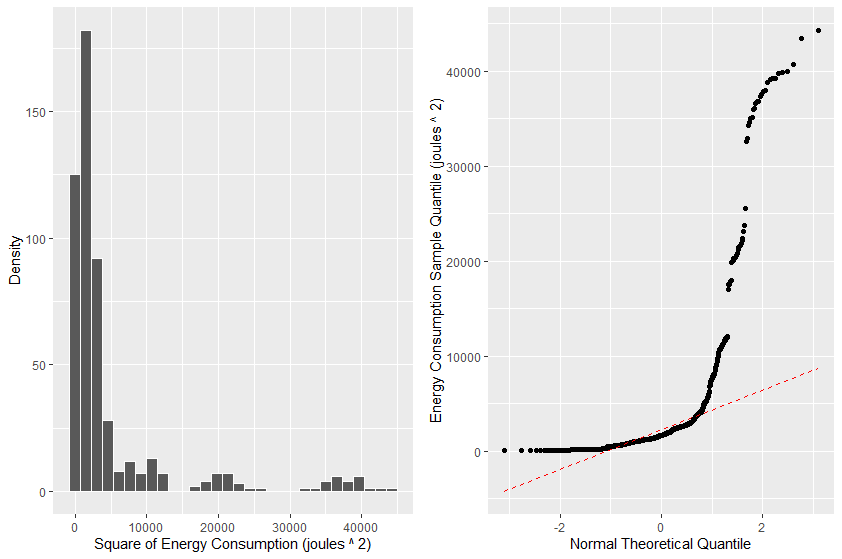 150
100
50
0
Density
0 10000 20000 30000 40000
Square of Energy Consumption (joules ^ 2)
40000
30000
20000
10000
0
Energy Consumption Sample Quantile (joules ^ 2)
-2 0 2
Normal Theoretical Quantile